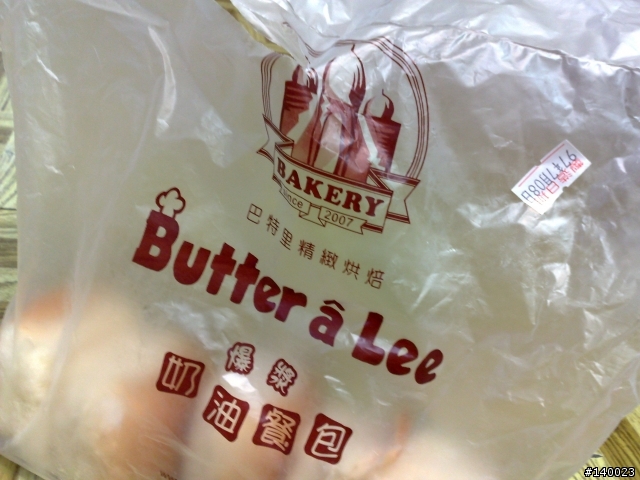 BAKERY
Since 2007
巴特里精緻烘焙
Butter â Lee
爆漿
奶油餐包
#140023